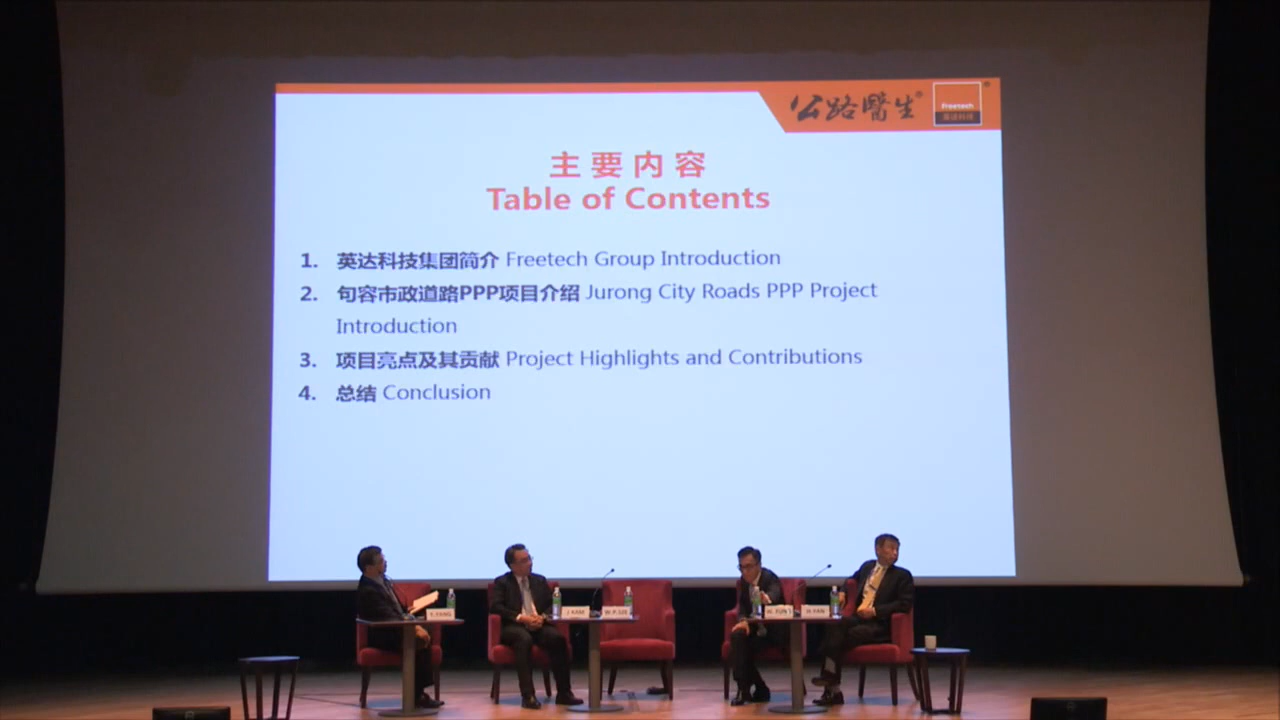 公路醫生®
freetech
英达科技
®
主要内容
Table of Contents
1. 英达科技集团简介 Freetech Group Introduction
2. 句容市政道路PPP项目介绍 Jurong City Roads PPP Project
Introduction
3. 项目亮点及其贡献 Project Highlights and Contributions
4. 总结 Conclusion